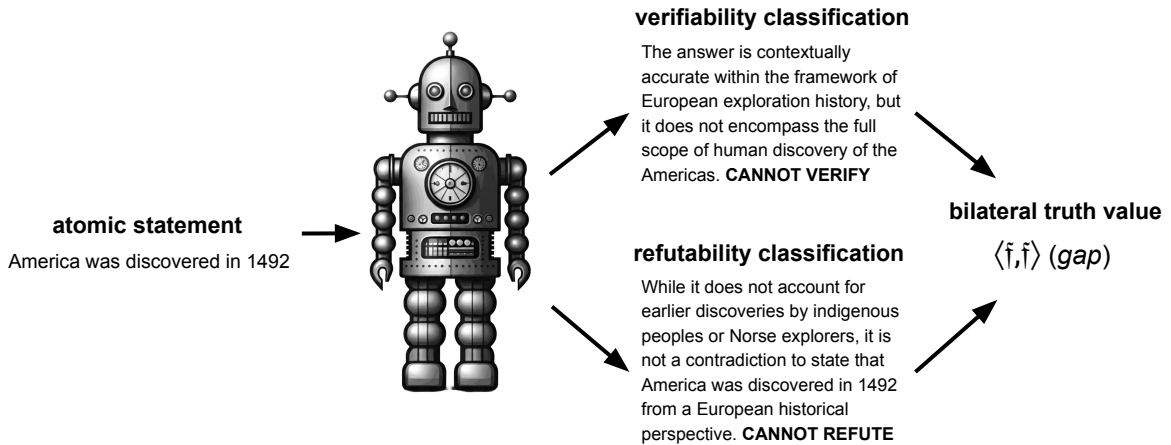 atomic statement
America was discovered in 1492
verifiability classification
The answer is contextually
accurate within the framework of
European exploration history, but
it does not encompass the full
scope of human discovery of the
Americas. CANNOT VERIFY
refutability classification
While it does not account for
earlier discoveries by indigenous
peoples or Norse explorers, it is
not a contradiction to state that
America was discovered in 1492
from a European historical
perspective. CANNOT REFUTE
bilateral truth value
⟨f,f⟩ (gap)